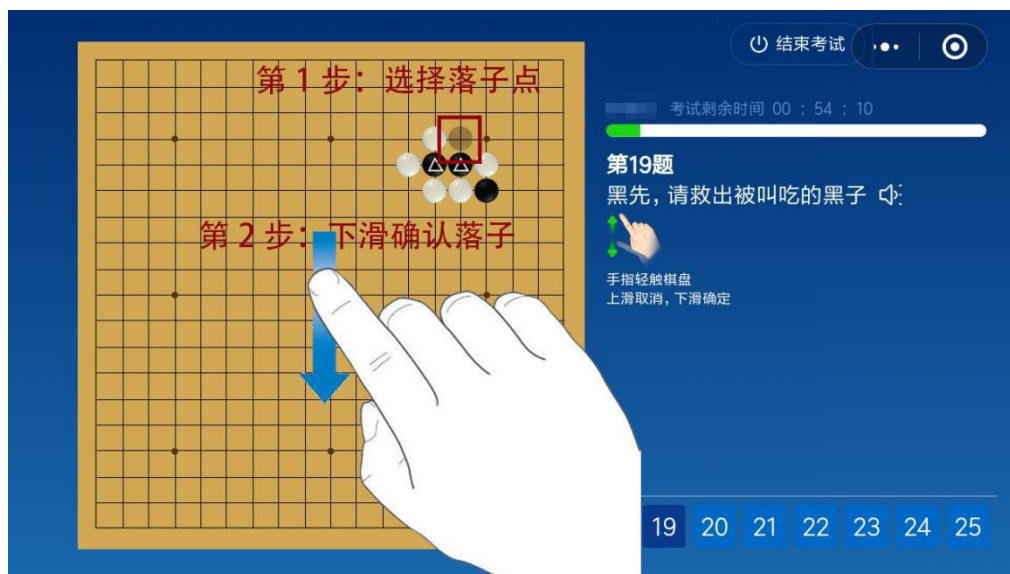 结束考试
第 1 步：选择落子点
考试剩余时间 00 : 54 : 10
第19题
黑先，请救出被叫吃的黑子
第 2 步：下滑确认落子
手指轻触棋盘
上滑取消，下滑确定
19 20 21 22 23 24 25